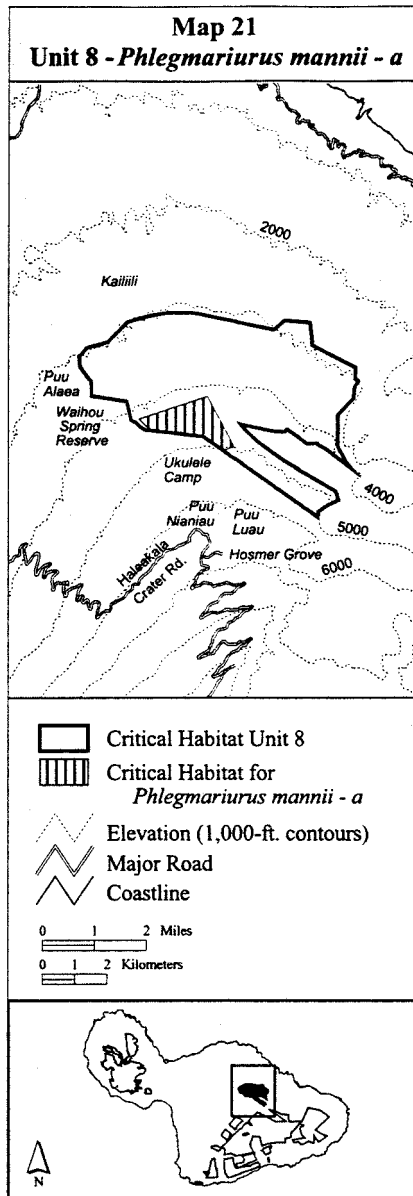 Map 21
Unit 8 - Phlegmariurus mannii - a
2000
Kailiili
Puu
Alaea
Waihou
Spring
Reserve
Ukulele
Camp
4000
Puu
Nianiau
Puu
Luau
5000
Haleakala
Crater Rd.
Hosmer Grove
6000
Critical Habitat Unit 8
Critical Habitat for
Phlegmariurus mannii - a
Elevation (1,000-ft. contours)
Major Road
Coastline
0 1 2 Miles
0 1 2 Kilometers
N